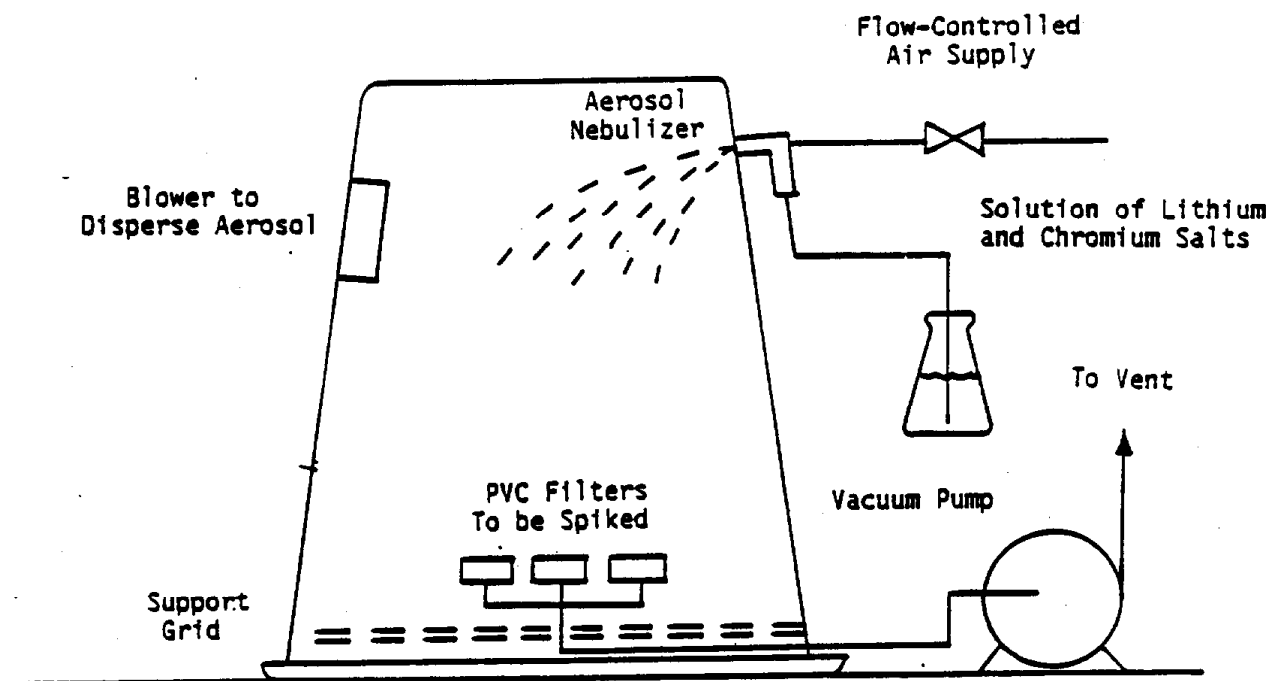 Flow-Controlled
Air Supply
Aerosol
Nebulizer
Blower to
Disperse Aerosol
Solution of Lithium
and Chromium Salts
To Vent
PVC Filters
To be Spiked
Vacuum Pump
Support
Grid